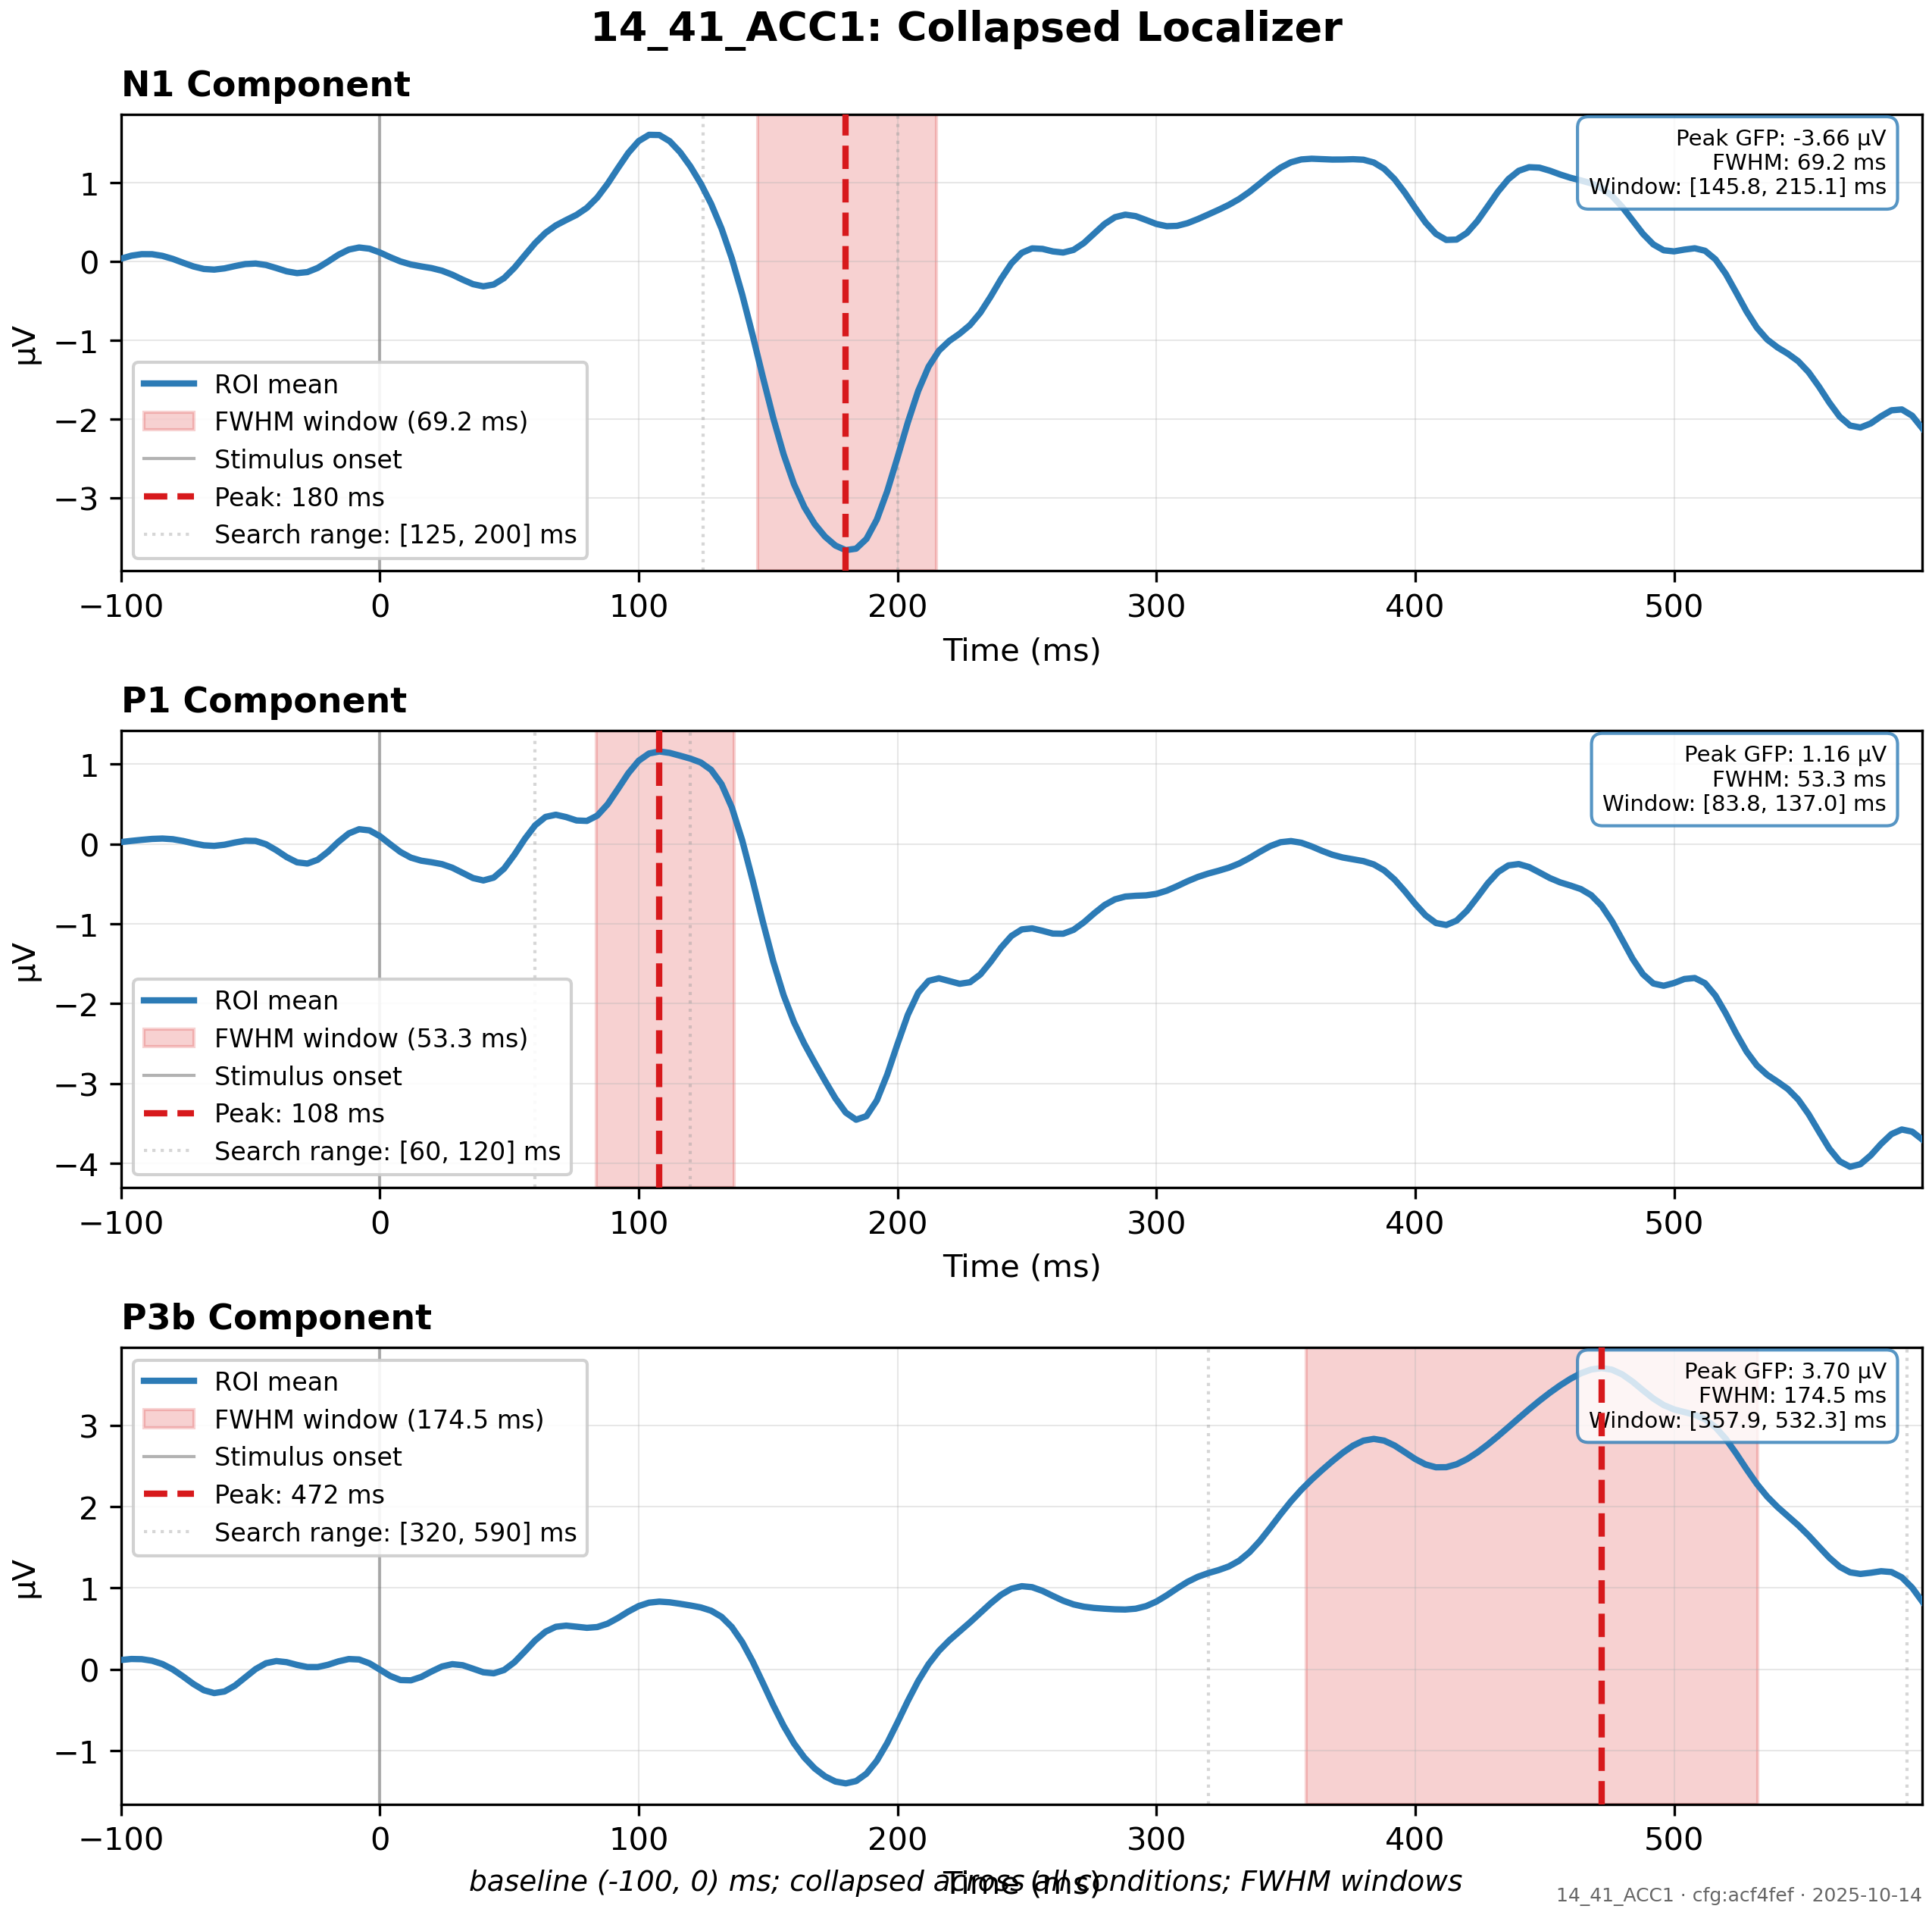 14_41_ACC1: Collapsed Localizer
N1 Component
Peak GFP: -3.66 µV
FWHM: 69.2 ms
Window: [145.8, 215.1] ms
1
0
−1
−2
−3
µV
ROI mean
FWHM window (69.2 ms)
Stimulus onset
Peak: 180 ms
Search range: [125, 200] ms
−100 0 100 200 300 400 500
Time (ms)
P1 Component
Peak GFP: 1.16 µV
FWHM: 53.3 ms
Window: [83.8, 137.0] ms
1
0
−1
−2
−3
−4
µV
ROI mean
FWHM window (53.3 ms)
Stimulus onset
Peak: 108 ms
Search range: [60, 120] ms
−100 0 100 200 300 400 500
Time (ms)
P3b Component
ROI mean
FWHM window (174.5 ms)
Stimulus onset
Peak: 472 ms
Search range: [320, 590] ms
Peak GFP: 3.70 µV
FWHM: 174.5 ms
Window: [357.9, 532.3] ms
3
2
1
0
−1
µV
−100 0 100 200 300 400 500
Time (ms)
baseline (-100, 0) ms; collapsed across all conditions; FWHM windows
14_41_ACC1 · cfg:acf4fef · 2025-10-14